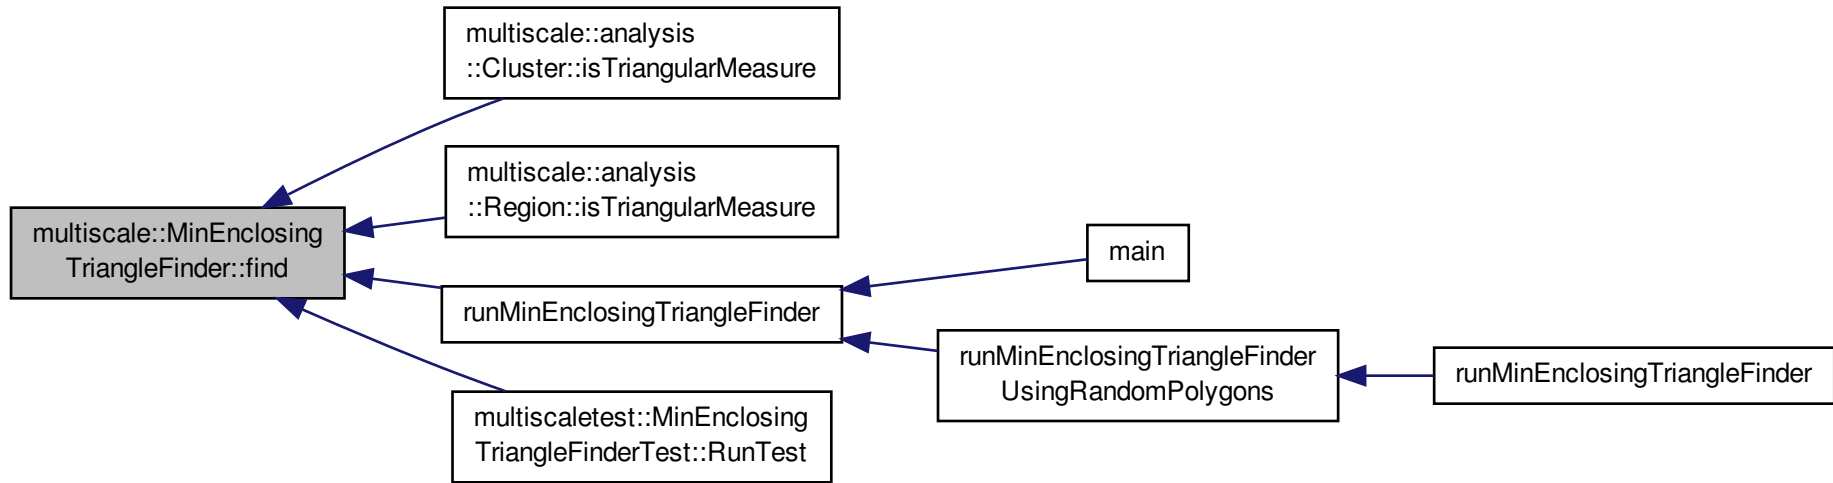 multiscale::analysis
::Cluster::isTriangularMeasure
multiscale::analysis
::Region::isTriangularMeasure
multiscale::MinEnclosing
TriangleFinder::find
main
runMinEnclosingTriangleFinder
runMinEnclosingTriangleFinder
UsingRandomPolygons
runMinEnclosingTriangleFinder
multiscaletest::MinEnclosing
TriangleFinderTest::RunTest